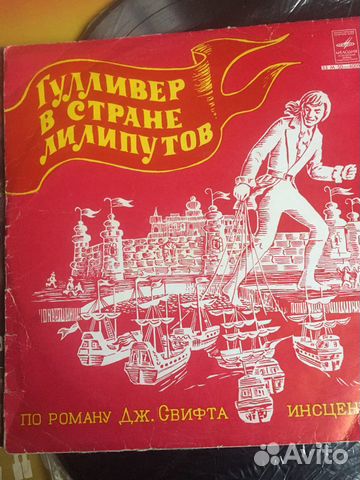 ГУЛЛИВЕР
В СТРАНЕ
ЛИЛИПУТОВ
ПО РОМАНУ ДЖ. СВИФТА ИНСЦЕН
Avito